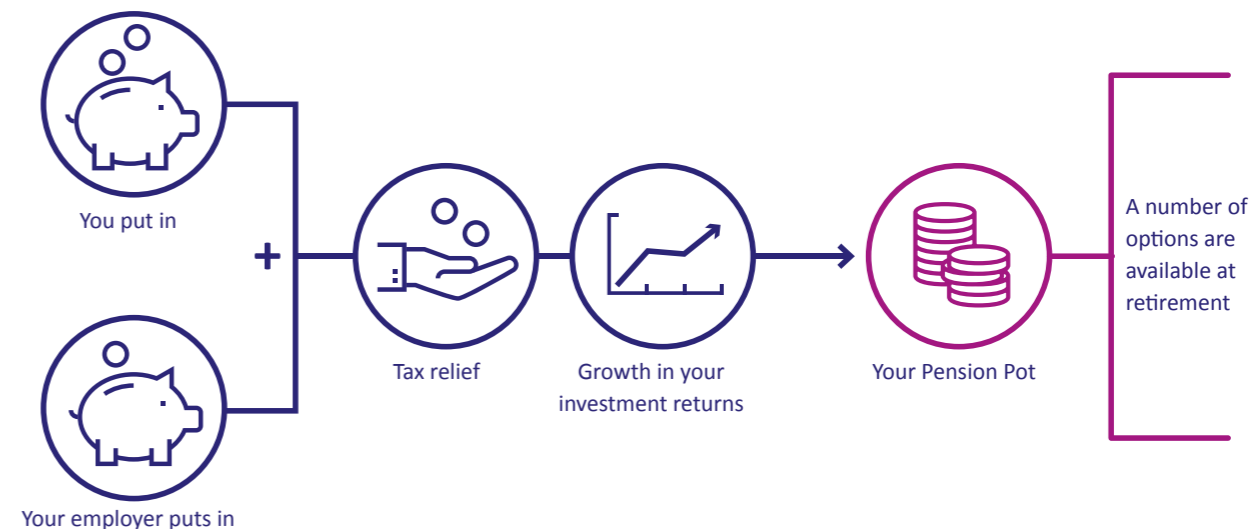 You put in
+
Your employer puts in
Tax relief
Growth in your
investment returns
Your Pension Pot
A number of
options are
available at
retirement